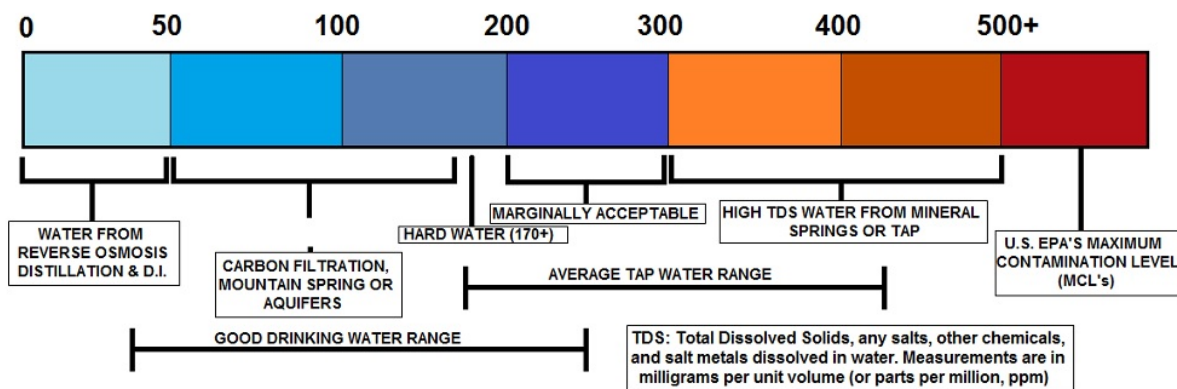 0 50 100 200 300 400 500+
WATER FROM
REVERSE OSMOSIS
DISTILLATION & D.I.
CARBON FILTRATION,
MOUNTAIN SPRING OR
AQUIFERS
HARD WATER (170+)
MARGINALLY ACCEPTABLE
HIGH TDS WATER FROM MINERAL
SPRINGS OR TAP
U.S. EPA'S MAXIMUM
CONTAMINATION LEVEL
(MCL's)
AVERAGE TAP WATER RANGE
GOOD DRINKING WATER RANGE
TDS: Total Dissolved Solids, any salts, other chemicals,
and salt metals dissolved in water. Measurements are in
milligrams per unit volume (or parts per million, ppm)